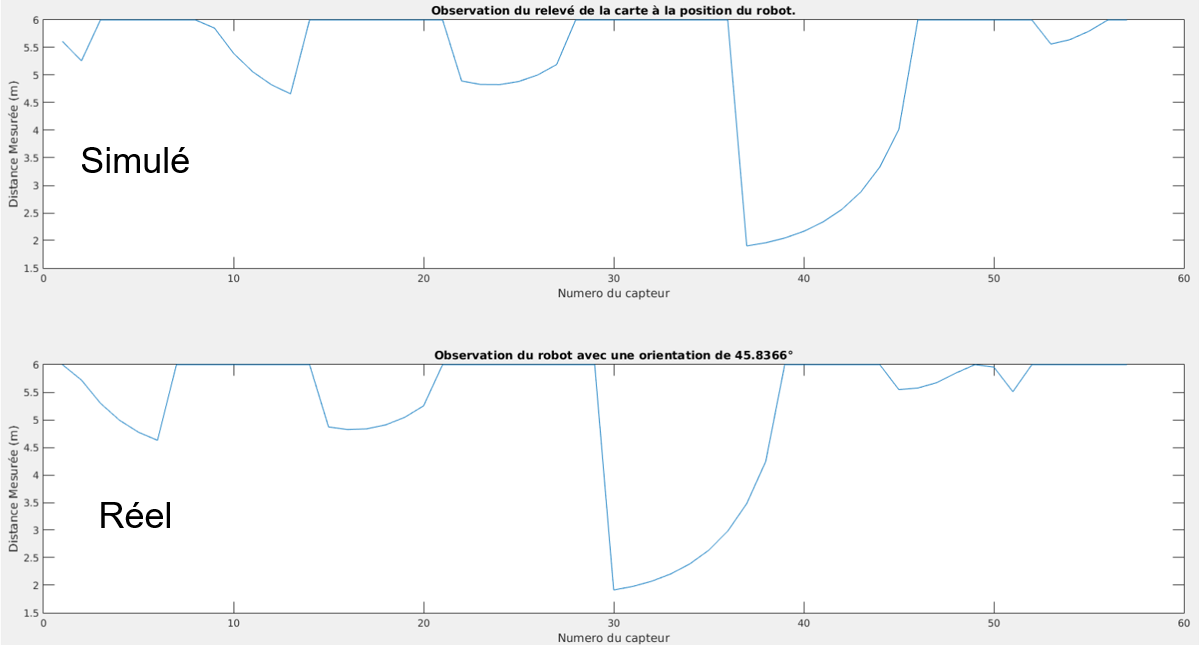 Observation du relevé de la carte à la position du robot.
Distance Mesurée (m)
6
5.5
5
4.5
4
3.5
3
2.5
2
1.5
Simulé
0 10 20 30 40 50 60
Numero du capteur
Observation du robot avec une orientation de 45.8366°
Distance Mesurée (m)
6
5.5
5
4.5
4
3.5
3
2.5
2
1.5
Réel
0 10 20 30 40 50 60
Numero du capteur